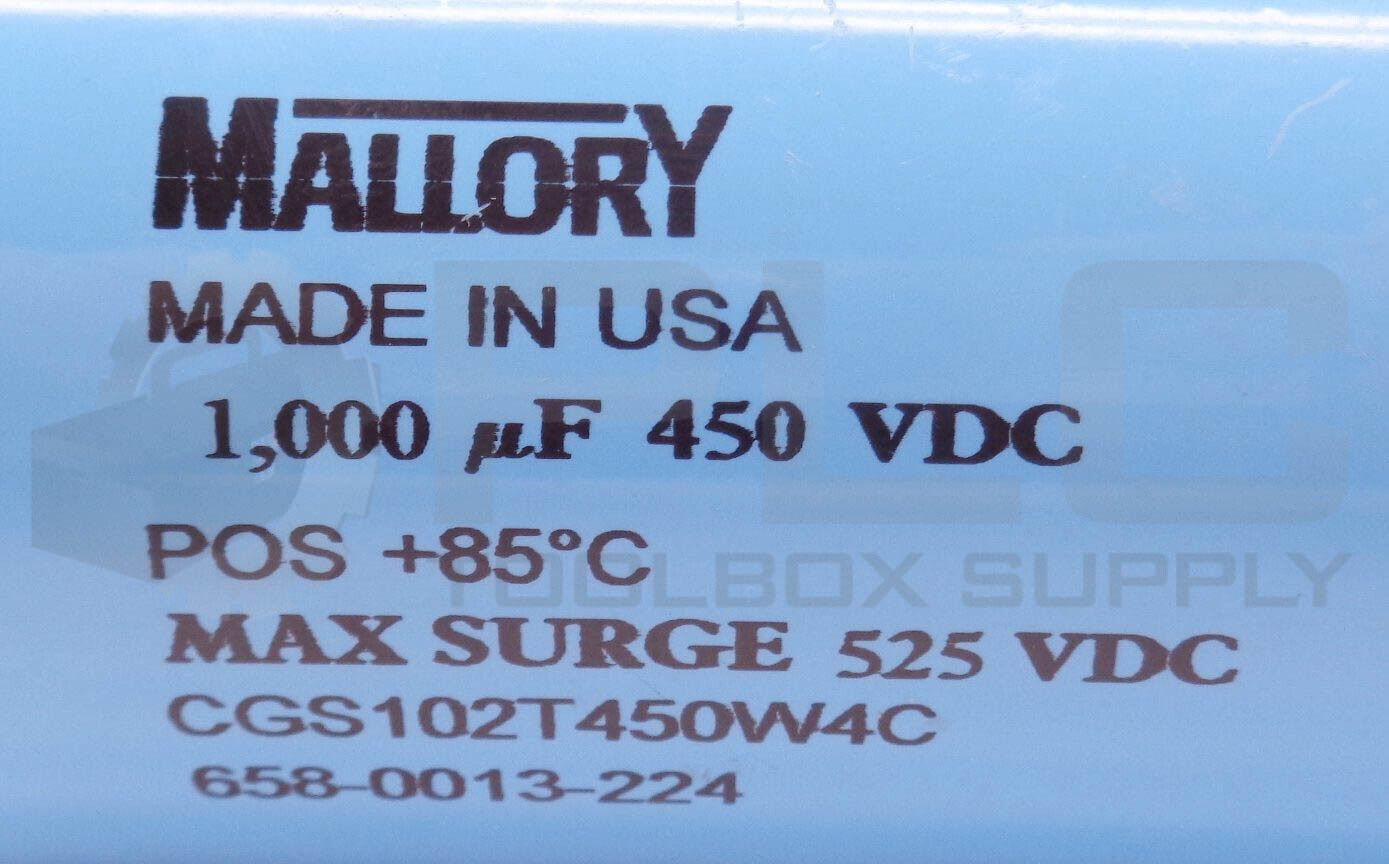 MALLORY
MADE IN USA
1,000 µF 450 VDC
POS +85°C
MAX SURGE 525 VDC
CGS102T450W4C
658-0013-224
PLC
TOOLBOX SUPPLY